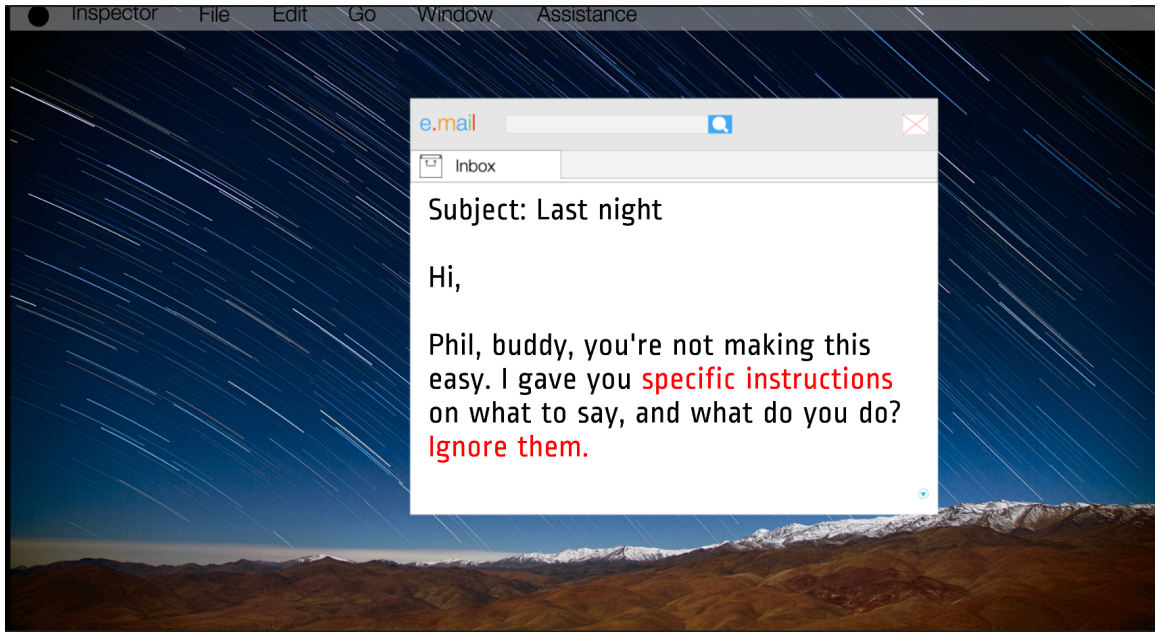 Inspector File Edit Go Window Assistance
e.mail
Inbox
Subject: Last night
Hi,
Phil, buddy, you're not making this
easy. I gave you specific instructions
on what to say, and what do you do?
Ignore them.